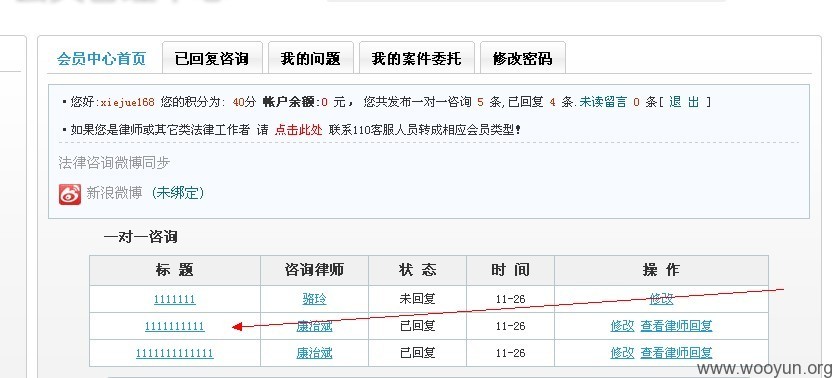 会员中心首页 已回复咨询 我的问题 我的案件委托 修改密码
·您好:xiejue168 您的积分为: 40分 帐户余额:0 元， 您共发布一对一咨询 5 条,已回复 4 条.未读留言 0 条[ 退 出 ]
·如果您是律师或其它类法律工作者 请 点击此处 联系110客服人员转成相应会员类型!
法律咨询微博同步
新浪微博 (未绑定)
一对一咨询
标 题 咨询律师 状 态 时 间 操 作
1111111 骆玲 未回复 11-26 修改
1111111111 康治斌 已回复 11-26 修改 查看律师回复
1111111111111 康治斌 已回复 11-26 修改 查看律师回复
www.wooyun.org